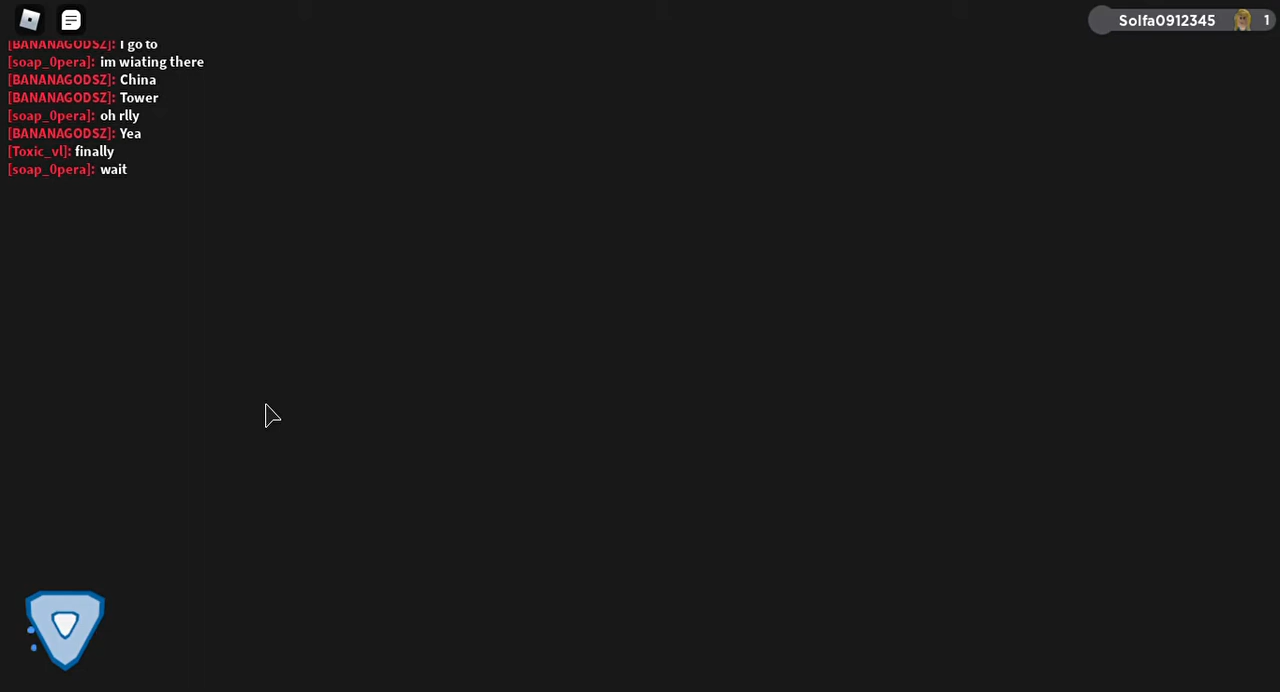 Solfa0912345 1
[BANANAGODSZ]: I go to
[soap_0pera]: im wiating there
[BANANAGODSZ]: China
[BANANAGODSZ]: Tower
[soap_0pera]: oh rlly
[BANANAGODSZ]: Yea
[Toxic_vl]: finally
[soap_0pera]: wait